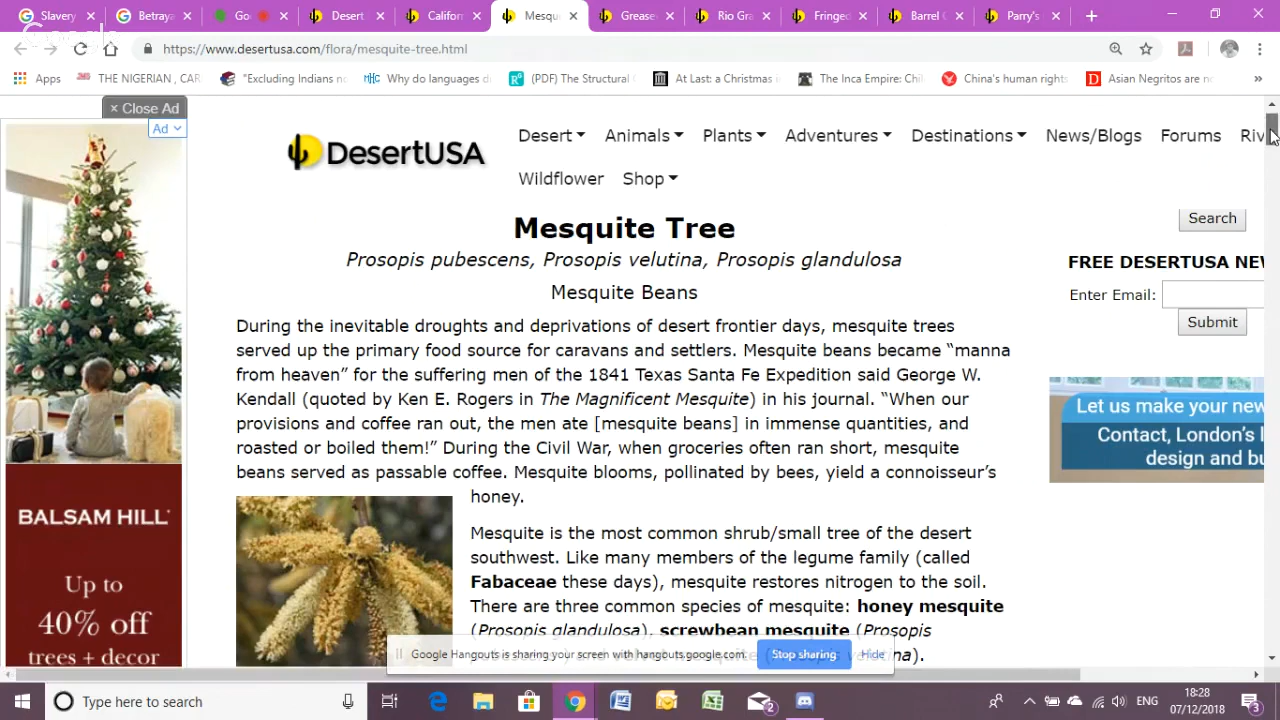 Slavery
Betraya
Goo
Desert
Californ
Mesqui
Grease
Rio Gra
Fringed
Barrel C
Parry's
https://www.desertusa.com/flora/mesquite-tree.html
Apps
THE NIGERIAN , CAR
"Excluding Indians no
Why do languages d
(PDF) The Structural
At Last: a Christmas in
The Inca Empire: Chil
China's human rights
Asian Negritos are no
× Close Ad
Ad
DesertUSA
Desert
Animals
Plants
Adventures
Destinations
News/Blogs
Forums
Riv
Wildflower
Shop
Mesquite Tree
Prosopis pubescens, Prosopis velutina, Prosopis glandulosa
Mesquite Beans
Search
FREE DESERTUSA NEW
Enter Email:
Submit
During the inevitable droughts and deprivations of desert frontier days, mesquite trees
served up the primary food source for caravans and settlers. Mesquite beans became “manna
from heaven” for the suffering men of the 1841 Texas Santa Fe Expedition said George W.
Kendall (quoted by Ken E. Rogers in The Magnificent Mesquite) in his journal. “When our
provisions and coffee ran out, the men ate [mesquite beans] in immense quantities, and
roasted or boiled them!” During the Civil War, when groceries often ran short, mesquite
beans served as passable coffee. Mesquite blooms, pollinated by bees, yield a connoisseur’s
honey.
Mesquite is the most common shrub/small tree of the desert
southwest. Like many members of the legume family (called
Fabaceae these days), mesquite restores nitrogen to the soil.
There are three common species of mesquite: honey mesquite
(Prosopis glandulosa), screwbean mesquite (Prosopis
Let us make your new
Contact, London's l
design and bu
BALSAM HILL
Up to
40% off
trees + decor
Google Hangouts is sharing your screen with hangouts.google.com.
Stop sharing
Hide
Type here to search
2
ENG
18:28
07/12/2018
3